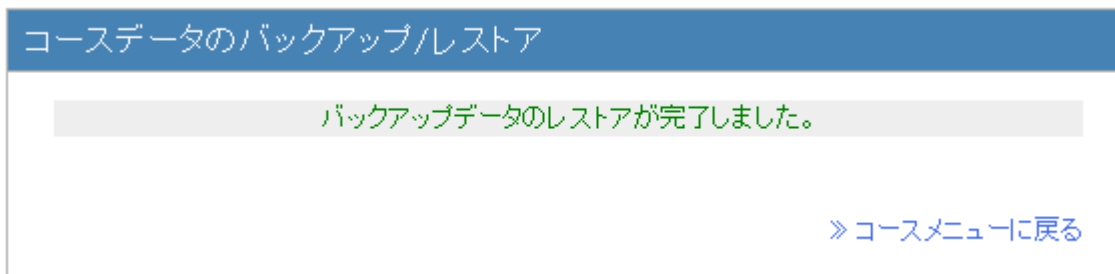 コースデータのバックアップ/レストア
バックアップデータのレストアが完了しました。
≫コースメニューに戻る